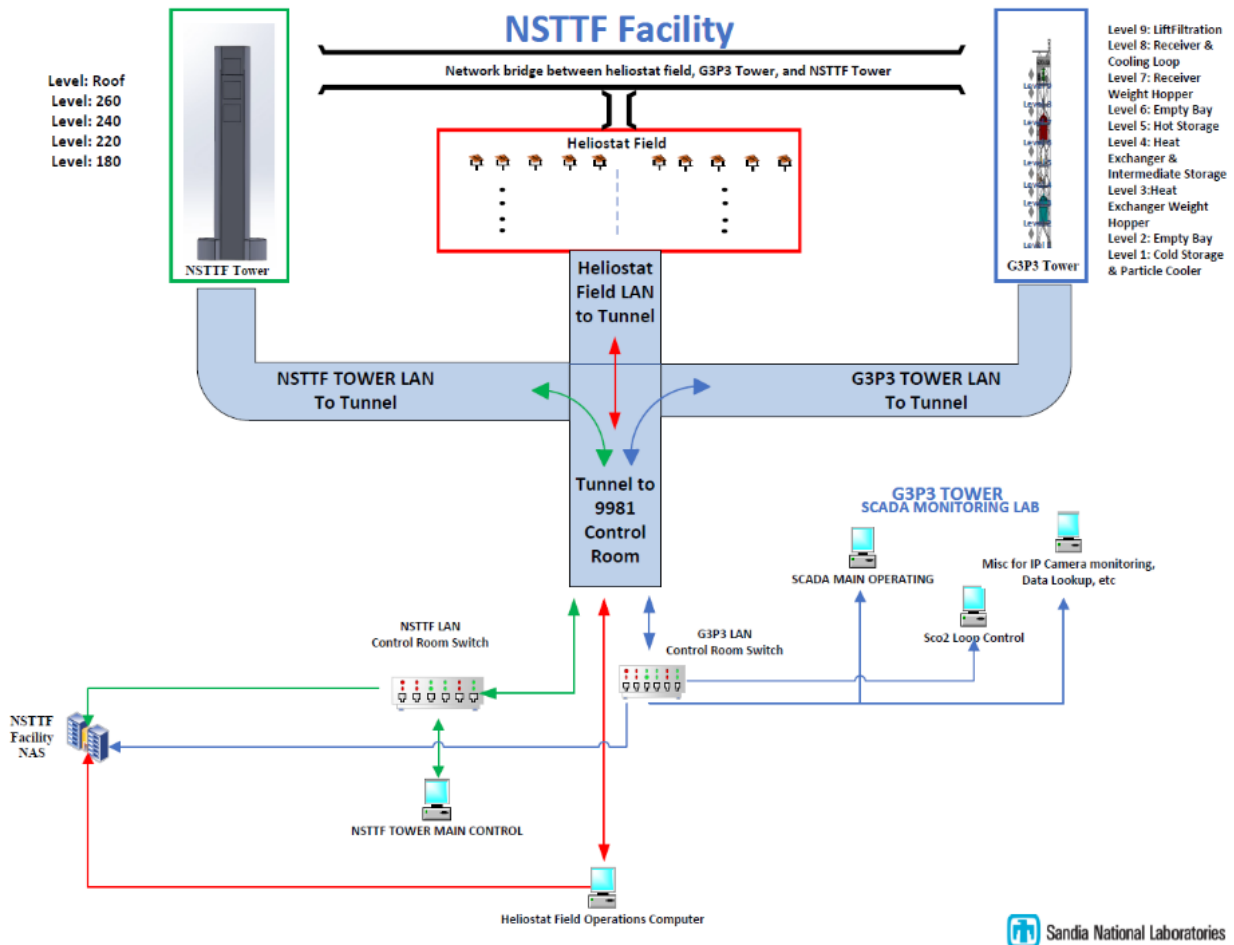 NSTTF Facility
Network bridge between heliostat field, G3P3 Tower, and NSTTF Tower
Level: Roof
Level: 260
Level: 240
Level: 220
Level: 180
NSTTF Tower
Heliostat Field
G3P3 Tower
Level 9: LiftFiltration
Level 8: Receiver &
Cooling Loop
Level 7: Receiver
Weight Hopper
Level 6: Empty Bay
Level 5: Hot Storage
Level 4: Heat
Exchanger &
Intermediate Storage
Level 3:Heat
Exchanger Weight
Hopper
Level 2: Empty Bay
Level 1: Cold Storage
& Particle Cooler
Heliostat
Field LAN
to Tunnel
NSTTF TOWER LAN
To Tunnel
G3P3 TOWER LAN
To Tunnel
Tunnel to
9981
Control
Room
G3P3 TOWER
SCADA MONITORING LAB
SCADA MAIN OPERATING
Misc for IP Camera monitoring,
Data Lookup, etc
Sco2 Loop Control
NSTTF LAN
Control Room Switch
G3P3 LAN
Control Room Switch
NSTTF
Facility
NAS
NSTTF TOWER MAIN CONTROL
Heliostat Field Operations Computer
Sandia National Laboratories